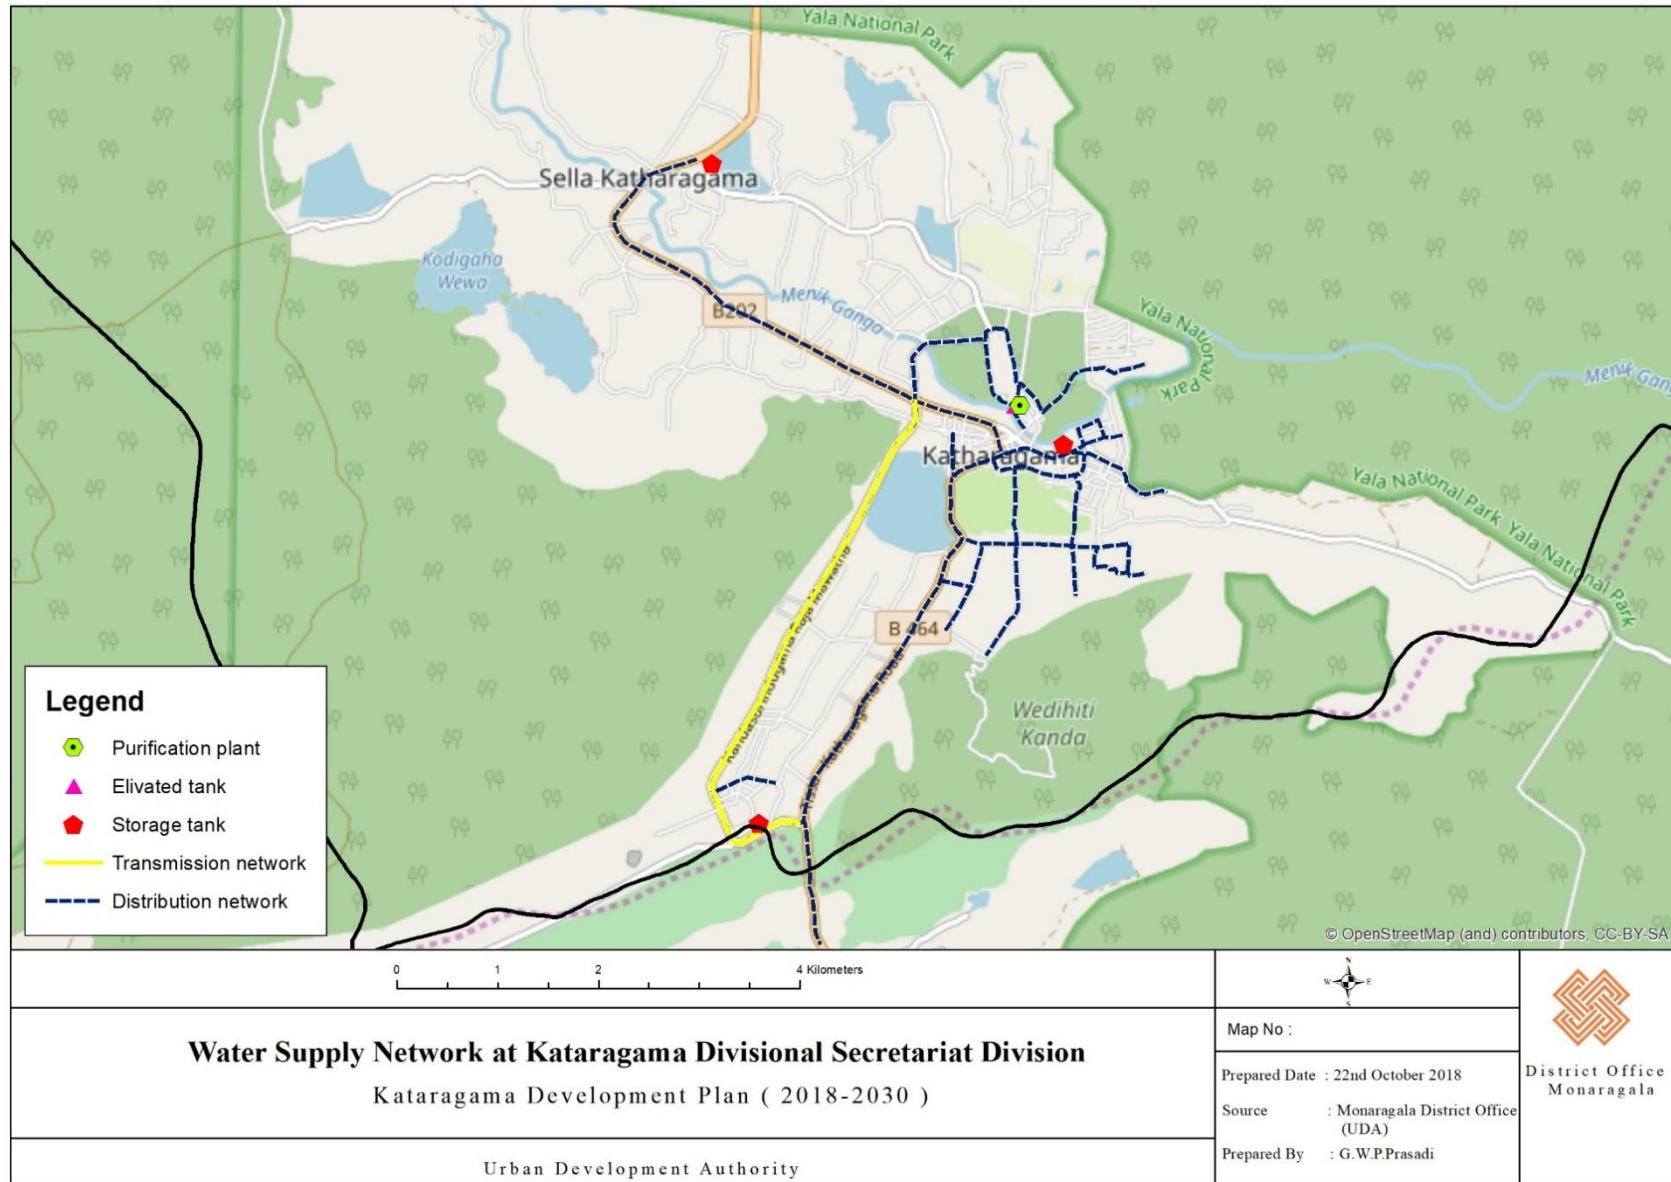 Yala National Park
Sella Katharagama
Kodigaha
Wewa
B202
Menik Ganga
Yala National Park
Menik Gang
Katharagama
Yala National Park
Yala National Park
B 464
Wedihiti
Kanda
Legend
Purification plant
Elivated tank
Storage tank
Transmission network
Distribution network
© OpenStreetMap (and) contributors, CC-BY-SA
0 1 2 4 Kilometers
N
W E
S
Water Supply Network at Kataragama Divisional Secretariat Division
Kataragama Development Plan ( 2018-2030 )
Urban Development Authority
Map No :
Prepared Date : 22nd October 2018
Source : Monaragala District Office
(UDA)
Prepared By : G.W.P.Prasadi
District Office
Monaragala